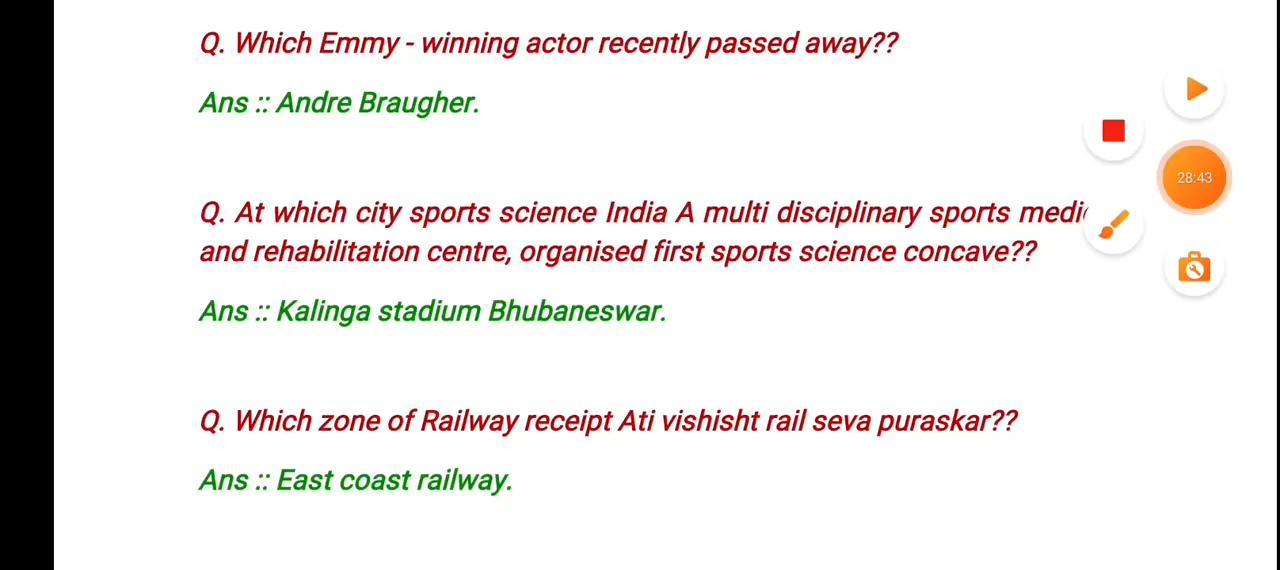 Q. Which Emmy - winning actor recently passed away??
Ans :: Andre Braugher.
Q. At which city sports science India A multi disciplinary sports
and rehabilitation centre, organised first sports science concave??
Ans :: Kalinga stadium Bhubaneswar.
Q. Which zone of Railway receipt Ati vishisht rail seva puraskar??
Ans :: East coast railway.
28:43